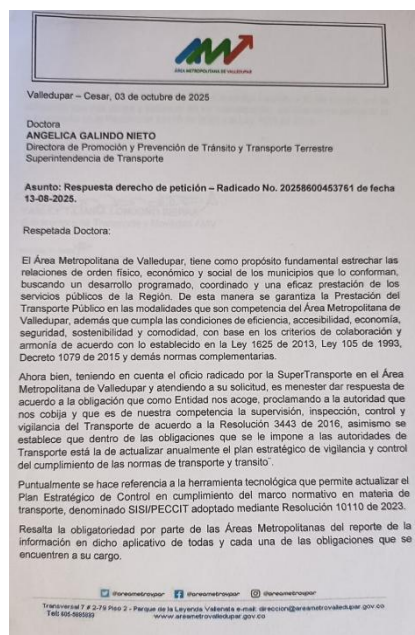 ÁREA METROPOLITANA DE VALLEDUPAR
Valledupar – Cesar, 03 de octubre de 2025
Doctora
ANGELICA GALINDO NIETO
Directora de Promoción y Prevención de Tránsito y Transporte Terrestre
Superintendencia de Transporte
Asunto: Respuesta derecho de petición – Radicado No. 20258600453761 de fecha
13-08-2025.
Respetada Doctora:
El Área Metropolitana de Valledupar, tiene como propósito fundamental estrechar las
relaciones de orden físico, económico y social de los municipios que lo conforman,
buscando un desarrollo programado, coordinado y una eficaz prestación de los
servicios públicos de la Región. De esta manera se garantiza la Prestación del
Transporte Público en las modalidades que son competencia del Área Metropolitana de
Valledupar, además que cumpla las condiciones de eficiencia, accesibilidad, economía,
seguridad, sostenibilidad y comodidad, con base en los criterios de colaboración y
armonía de acuerdo con lo establecido en la Ley 1625 de 2013, Ley 105 de 1993,
Decreto 1079 de 2015 y demás normas complementarias.
Ahora bien, teniendo en cuenta el oficio radicado por la SuperTransporte en el Área
Metropolitana de Valledupar y atendiendo a su solicitud, es menester dar respuesta de
acuerdo a la obligación que como Entidad nos acoge, proclamando a la autoridad que
nos cobija y que es de nuestra competencia la supervisión, inspección, control y
vigilancia del Transporte de acuerdo a la Resolución 3443 de 2016, asimismo se
establece que dentro de las obligaciones que se le impone a las autoridades de
Transporte está la de actualizar anualmente el plan estratégico de vigilancia y control
del cumplimiento de las normas de transporte y transito¨.
Puntualmente se hace referencia a la herramienta tecnológica que permite actualizar el
Plan Estratégico de Control en cumplimiento del marco normativo en materia de
transporte, denominado SISI/PECCIT adoptado mediante Resolución 10110 de 2023.
Resalta la obligatoriedad por parte de las Áreas Metropolitanas del reporte de la
información en dicho aplicativo de todas y cada una de las obligaciones que se
encuentren a su cargo.
@areametrovupar @areametrovupar @areametrovupar
Transversal 7 # 2-79 Piso 2 - Parque de la Leyenda Vallenata e-mail: direccion@areametrovalledupar.gov.co
www.areametrovalledupar.gov.co